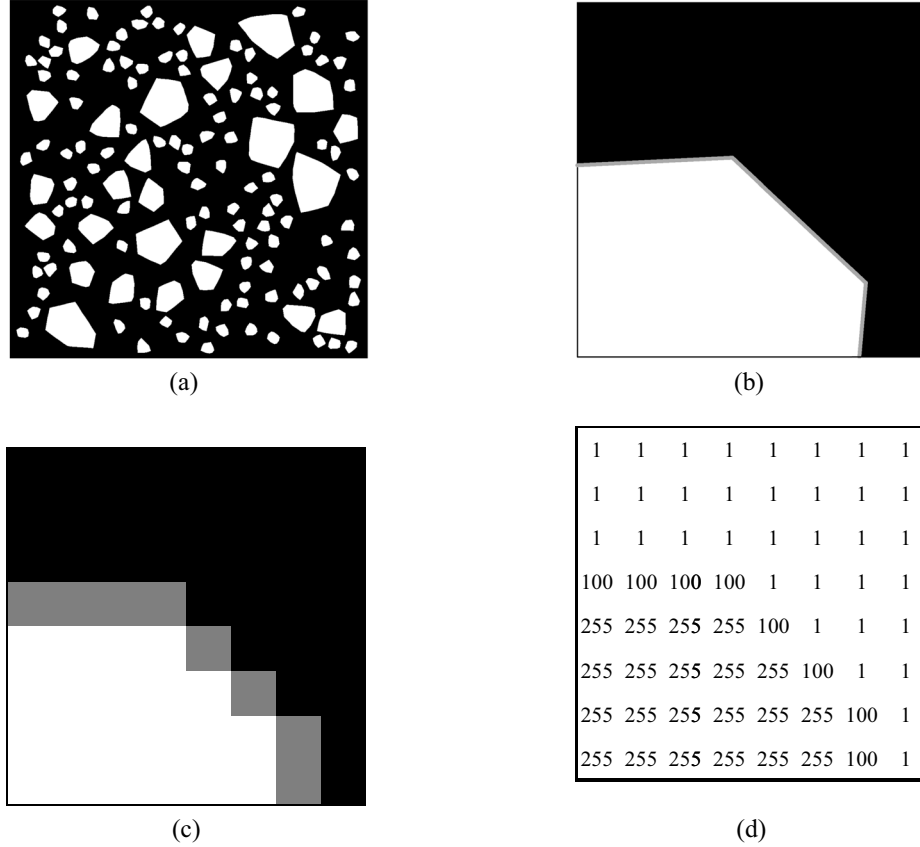 (a)
(b)
1 1 1 1 1 1 1 1
1 1 1 1 1 1 1 1
1 1 1 1 1 1 1 1
100 100 100 100 1 1 1 1
255 255 255 255 100 1 1 1
255 255 255 255 255 100 1 1
255 255 255 255 255 255 100 1
255 255 255 255 255 255 100 1
(c)
(d)